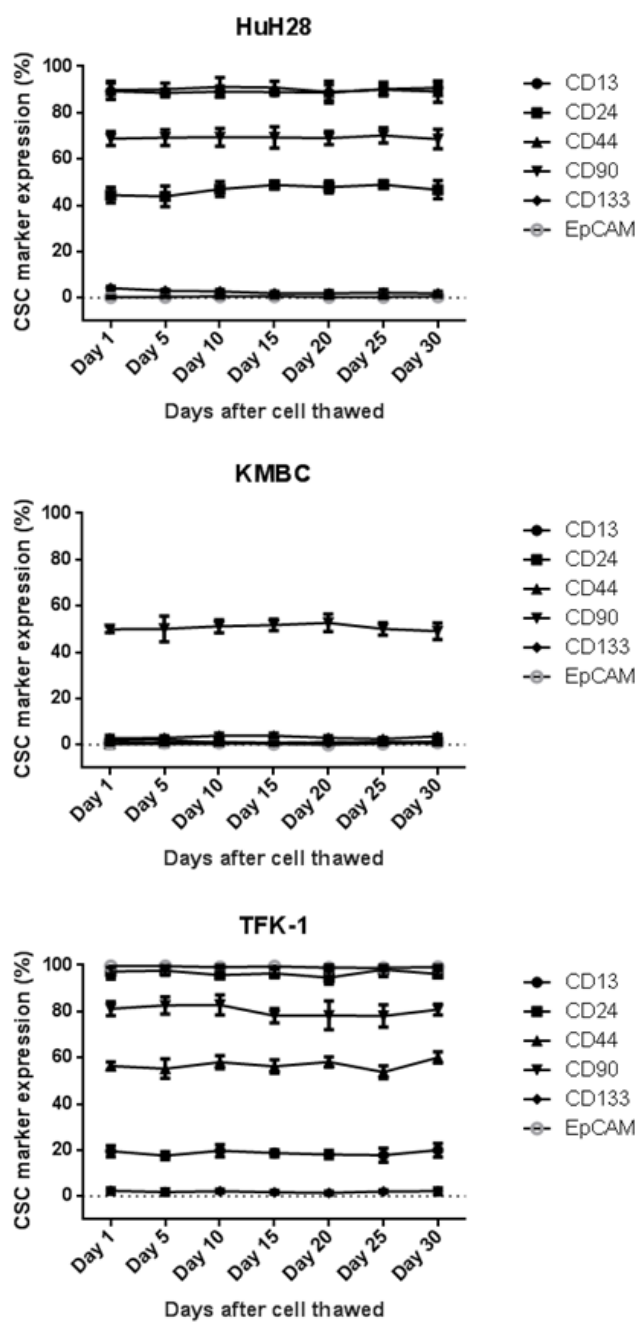 HuH28
CSC marker expression (%)
100
80
60
40
20
0
Day 1
Day 5
Day 10
Day 15
Day 20
Day 25
Day 30
Days after cell thawed
CD13
CD24
CD44
CD90
CD133
EpCAM
KMBC
CSC marker expression (%)
100
80
60
40
20
0
Day 1
Day 5
Day 10
Day 15
Day 20
Day 25
Day 30
Days after cell thawed
CD13
CD24
CD44
CD90
CD133
EpCAM
TFK-1
CSC marker expression (%)
100
80
60
40
20
0
Day 1
Day 5
Day 10
Day 15
Day 20
Day 25
Day 30
Days after cell thawed
CD13
CD24
CD44
CD90
CD133
EpCAM